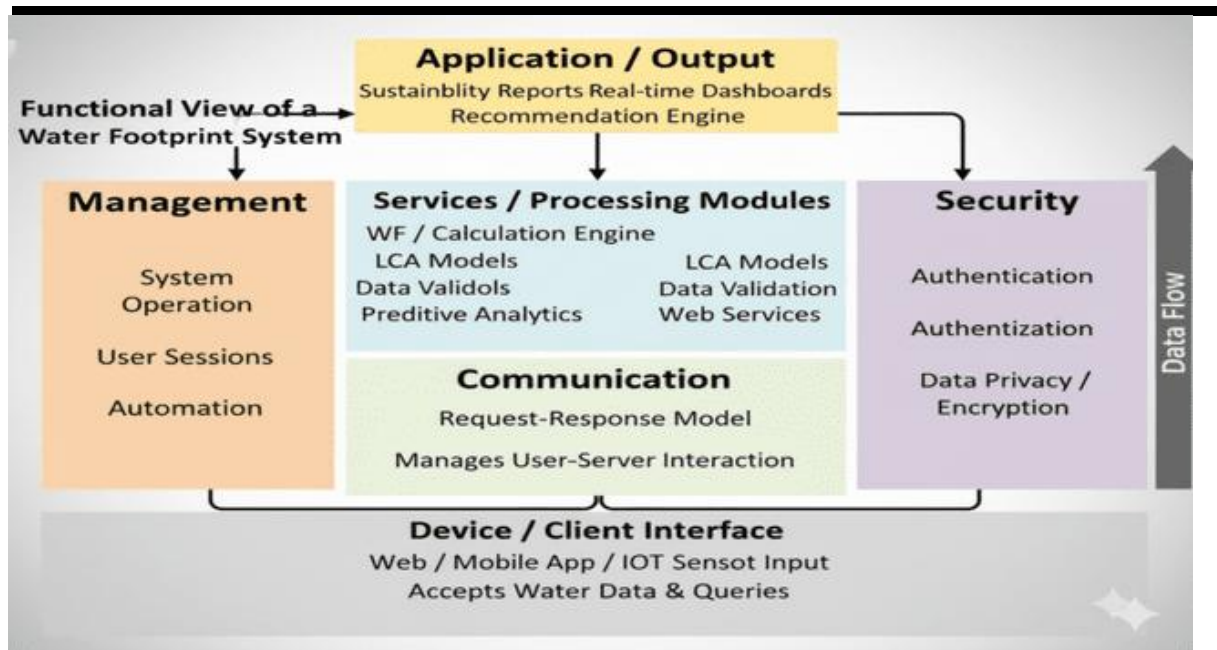 Application / Output
Sustainblity Reports Real-time Dashboards
Recommendation Engine
Functional View of a
Water Footprint System
Management
System
Operation
User Sessions
Automation
Services / Processing Modules
WF / Calculation Engine
LCA Models
Data Validols
Preditive Analytics
LCA Models
Data Validation
Web Services
Communication
Request-Response Model
Manages User-Server Interaction
Security
Authentication
Authentization
Data Privacy /
Encryption
Data Flow
Device / Client Interface
Web / Mobile App / IOT Sensot Input
Accepts Water Data & Queries